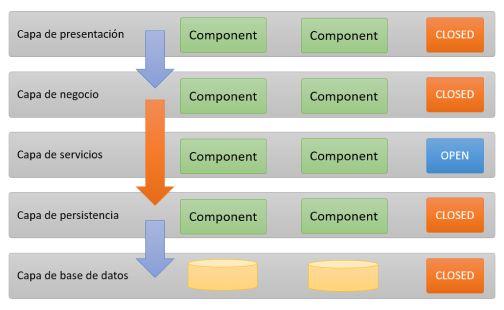 Capa de presentación Component Component CLOSED
Capa de negocio Component Component CLOSED
Capa de servicios Component Component OPEN
Capa de persistencia Component Component CLOSED
Capa de base de datos CLOSED